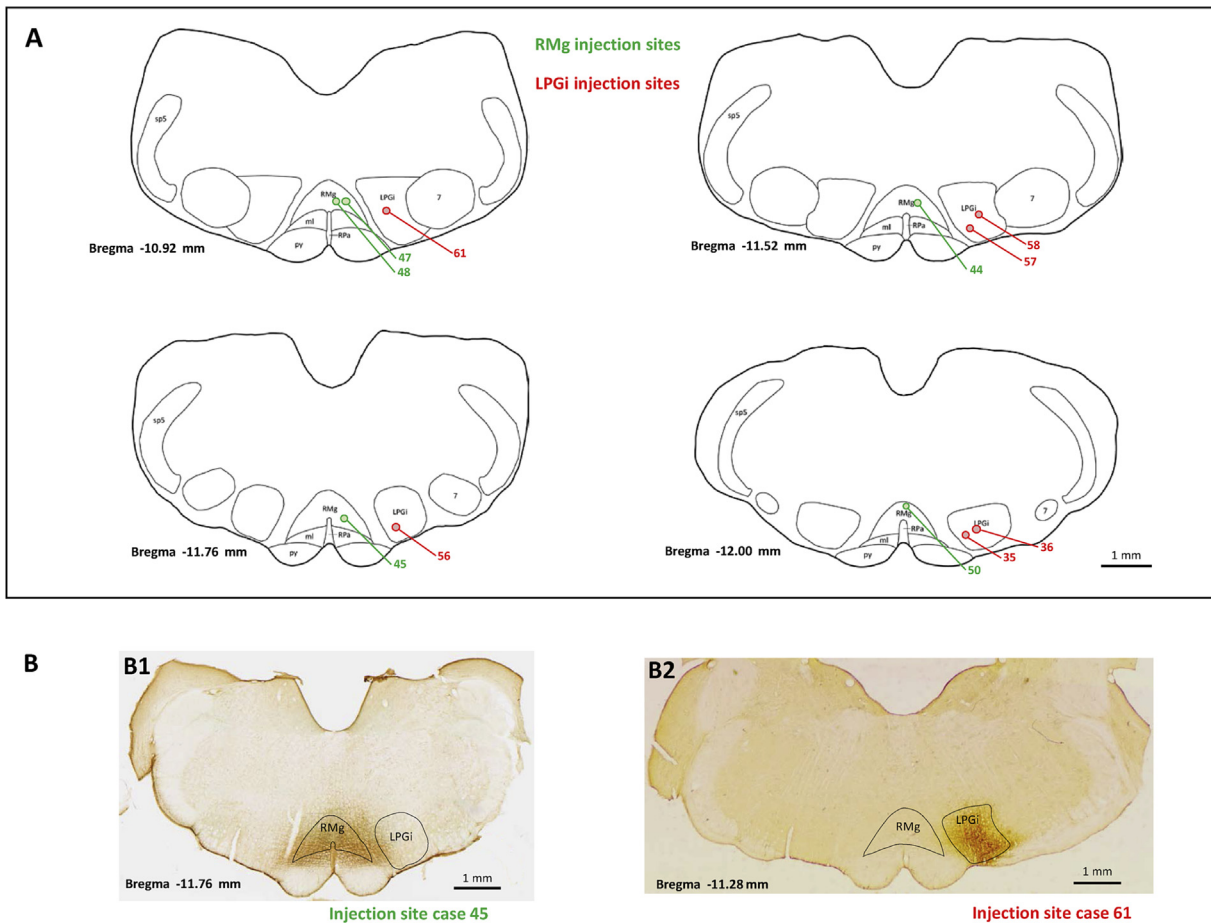 A
RMg injection sites
LPGi injection sites
sp5
RMg
LPGi
7
ml
RPa
py
Bregma -10.92 mm
47
48
61
sp5
RMg
LPGi
7
ml
RPa
py
Bregma -11.52 mm
58
57
44
sp5
RMg
LPGi
7
ml
RPa
py
Bregma -11.76 mm
56
45
sp5
RMg
LPGi
7
ml
RPa
py
Bregma -12.00 mm
36
35
50
1 mm
B
B1
RMg
LPGi
Bregma -11.76 mm
1 mm
Injection site case 45
B2
RMg
LPGi
Bregma -11.28 mm
1 mm
Injection site case 61